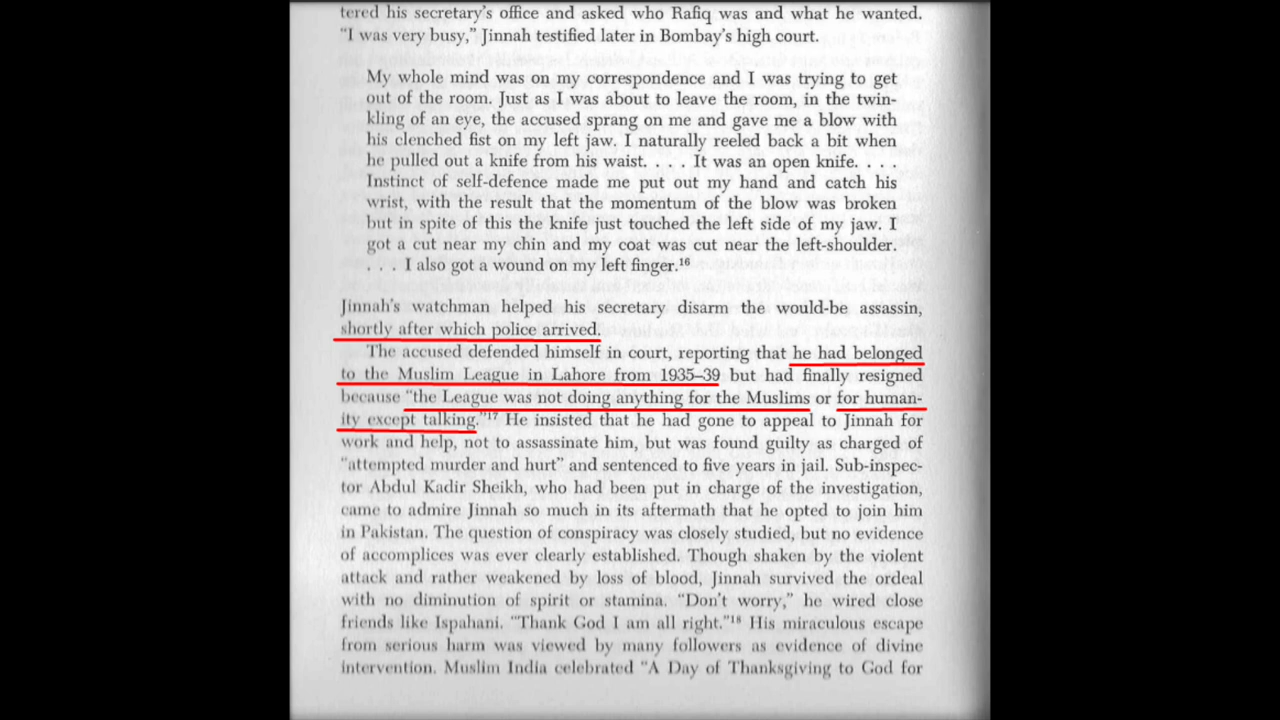 tered his secretary's office and asked who Rafiq was and what he wanted.
"I was very busy," Jinnah testified later in Bombay's high court.
My whole mind was on my correspondence and I was trying to get
out of the room. Just as I was about to leave the room, in the twin-
kling of an eye, the accused sprang on me and gave me a blow with
his clenched fist on my left jaw. I naturally reeled back a bit when
he pulled out a knife from his waist. . . . It was an open knife. . . .
Instinct of self-defence made me put out my hand and catch his
wrist, with the result that the momentum of the blow was broken
but in spite of this the knife just touched the left side of my jaw. I
got a cut near my chin and my coat was cut near the left-shoulder.
. . . I also got a wound on my left finger.¹⁶
Jinnah's watchman helped his secretary disarm the would-be assassin,
shortly after which police arrived.
The accused defended himself in court, reporting that he had belonged
to the Muslim League in Lahore from 1935–39 but had finally resigned
because "the League was not doing anything for the Muslims or for human-
ity except talking."¹⁷ He insisted that he had gone to appeal to Jinnah for
work and help, not to assassinate him, but was found guilty as charged of
"attempted murder and hurt" and sentenced to five years in jail. Sub-inspec-
tor Abdul Kadir Sheikh, who had been put in charge of the investigation,
came to admire Jinnah so much in its aftermath that he opted to join him
in Pakistan. The question of conspiracy was closely studied, but no evidence
of accomplices was ever clearly established. Though shaken by the violent
attack and rather weakened by loss of blood, Jinnah survived the ordeal
with no diminution of spirit or stamina. "Don't worry," he wired close
friends like Ispahani. "Thank God I am all right."¹⁸ His miraculous escape
from serious harm was viewed by many followers as evidence of divine
intervention. Muslim India celebrated "A Day of Thanksgiving to God for